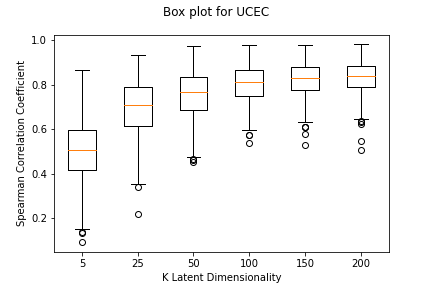 Box plot for UCEC
Spearman Correlation Coefficient
1.0
0.8
0.6
0.4
0.2
5 25 50 100 150 200
K Latent Dimensionality